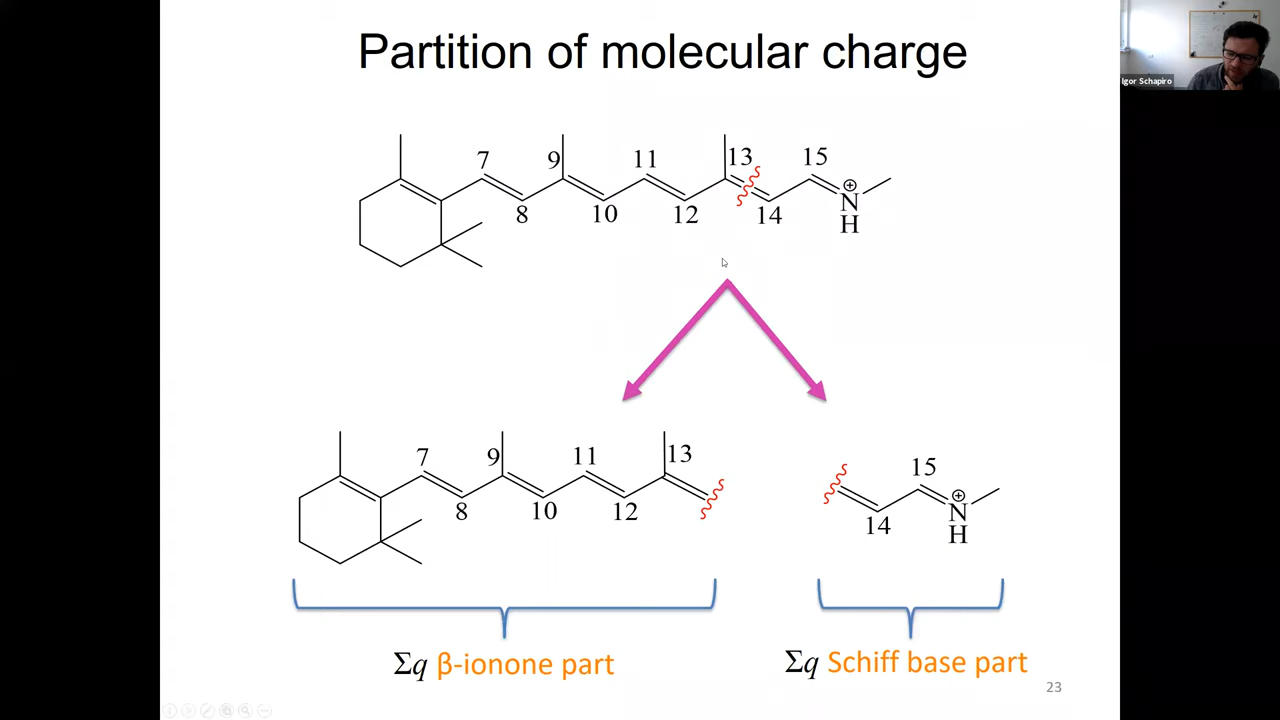 Partition of molecular charge
Igor Schapiro
7
9
11
13
15
8
10
12
14
⊕
N
H
7
9
11
13
8
10
12
15
14
⊕
N
H
Σq β-ionone part
Σq Schiff base part
23